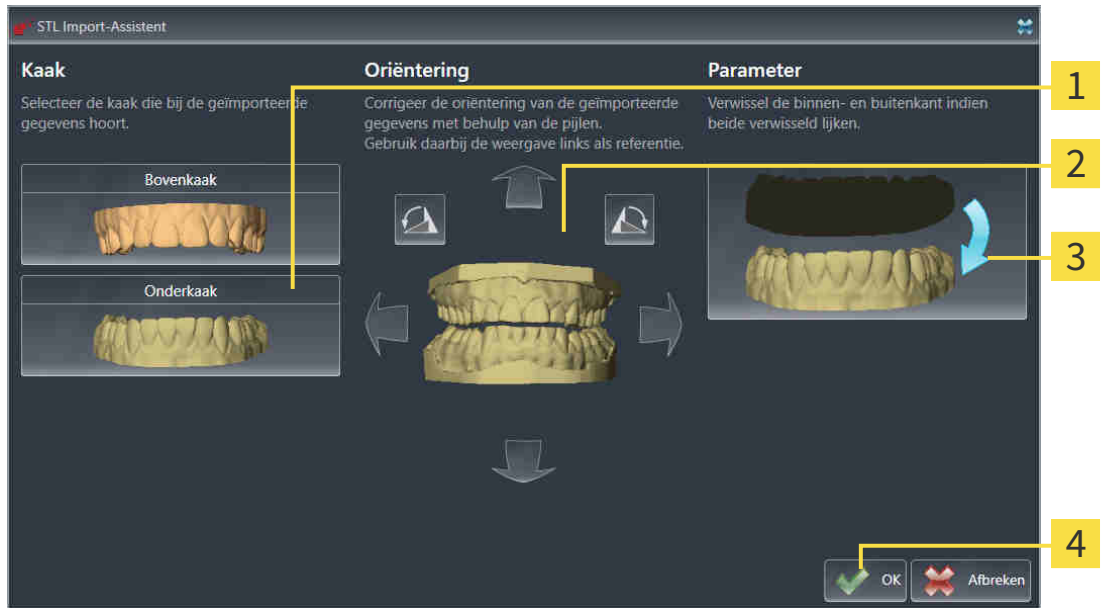 STL Import-Assistent
Kaak
Selecteer de kaak die bij de geïmporteerde
gegevens hoort.
Bovenkaak
Onderkaak
Oriëntering
Corrigeer de oriëntering van de geïmporteerde
gegevens met behulp van de pijlen.
Gebruik daarbij de weergave links als referentie.
Parameter
Verwissel de binnen- en buitenkant indien
beide verwisseld lijken.
1
2
3
4
OK
Afbreken